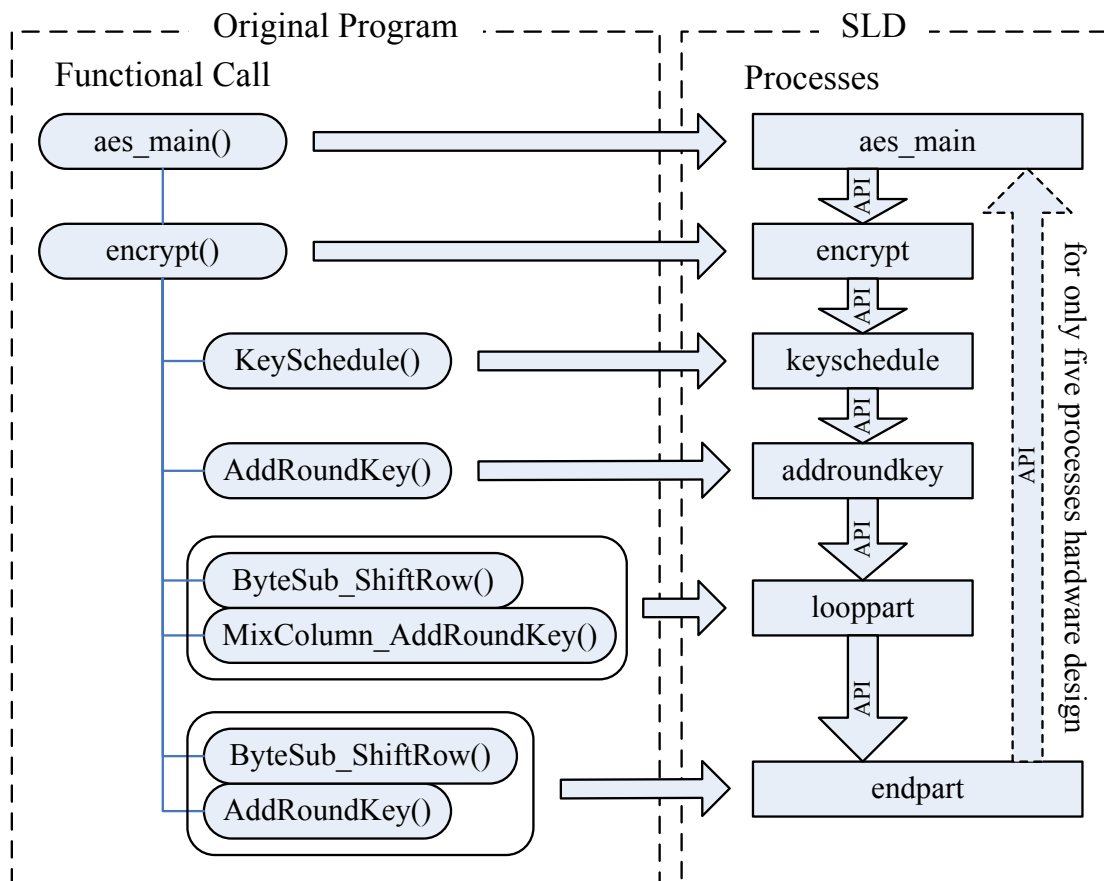 Original Program
SLD
Functional Call
Processes
aes_main()
aes_main
API
encrypt()
encrypt
API
KeySchedule()
keyschedule
API
AddRoundKey()
addroundkey
API
ByteSub_ShiftRow()
MixColumn_AddRoundKey()
looppart
API
ByteSub_ShiftRow()
AddRoundKey()
endpart
API
for only five processes hardware design